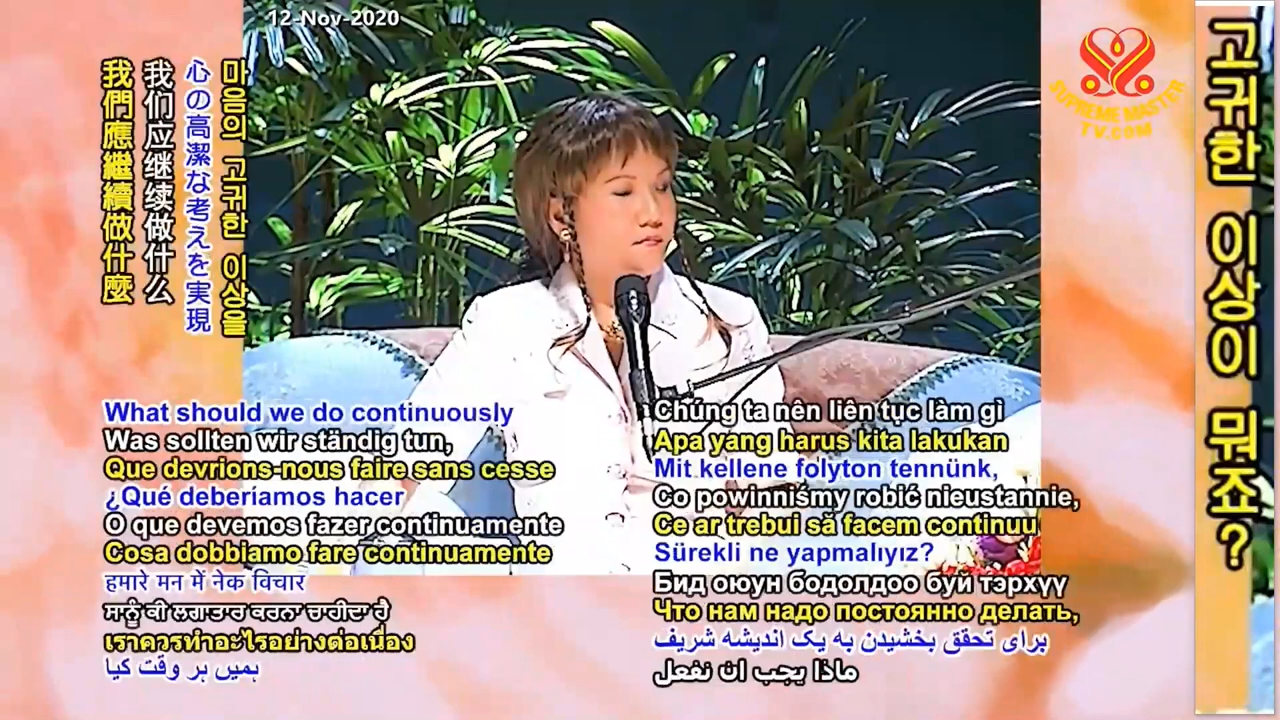 12-Nov-2020
SUPREME MASTER
TV.COM
고귀한 이상이 뭐죠?
마음의 고귀한 이상을
心の高潔な考えを実現
我们应继续做什么
我們應繼續做什麼
What should we do continuously
Was sollten wir ständig tun,
Que devrions-nous faire sans cesse
¿Qué deberíamos hacer
O que devemos fazer continuamente
Cosa dobbiamo fare continuamente
हमारे मन में नेक विचार
ਸਾਨੂੰ ਕੀ ਲਗਾਤਾਰ ਕਰਨਾ ਚਾਹੀਦਾ ਹੈ
เราควรทำอะไรอย่างต่อเนื่อง
ہمیں ہر وقت کیا
Chúng ta nên liên tục làm gì
Apa yang harus kita lakukan
Mit kellene folyton tennünk,
Co powinniśmy robić nieustannie,
Ce ar trebui să facem continuu
Sürekli ne yapmalıyız?
Бид оюун бодолдоо буй тэрхүү
Что нам надо постоянно делать,
برای تحقق بخشیدن به یک اندیشه شریف
ماذا يجب ان نفعل